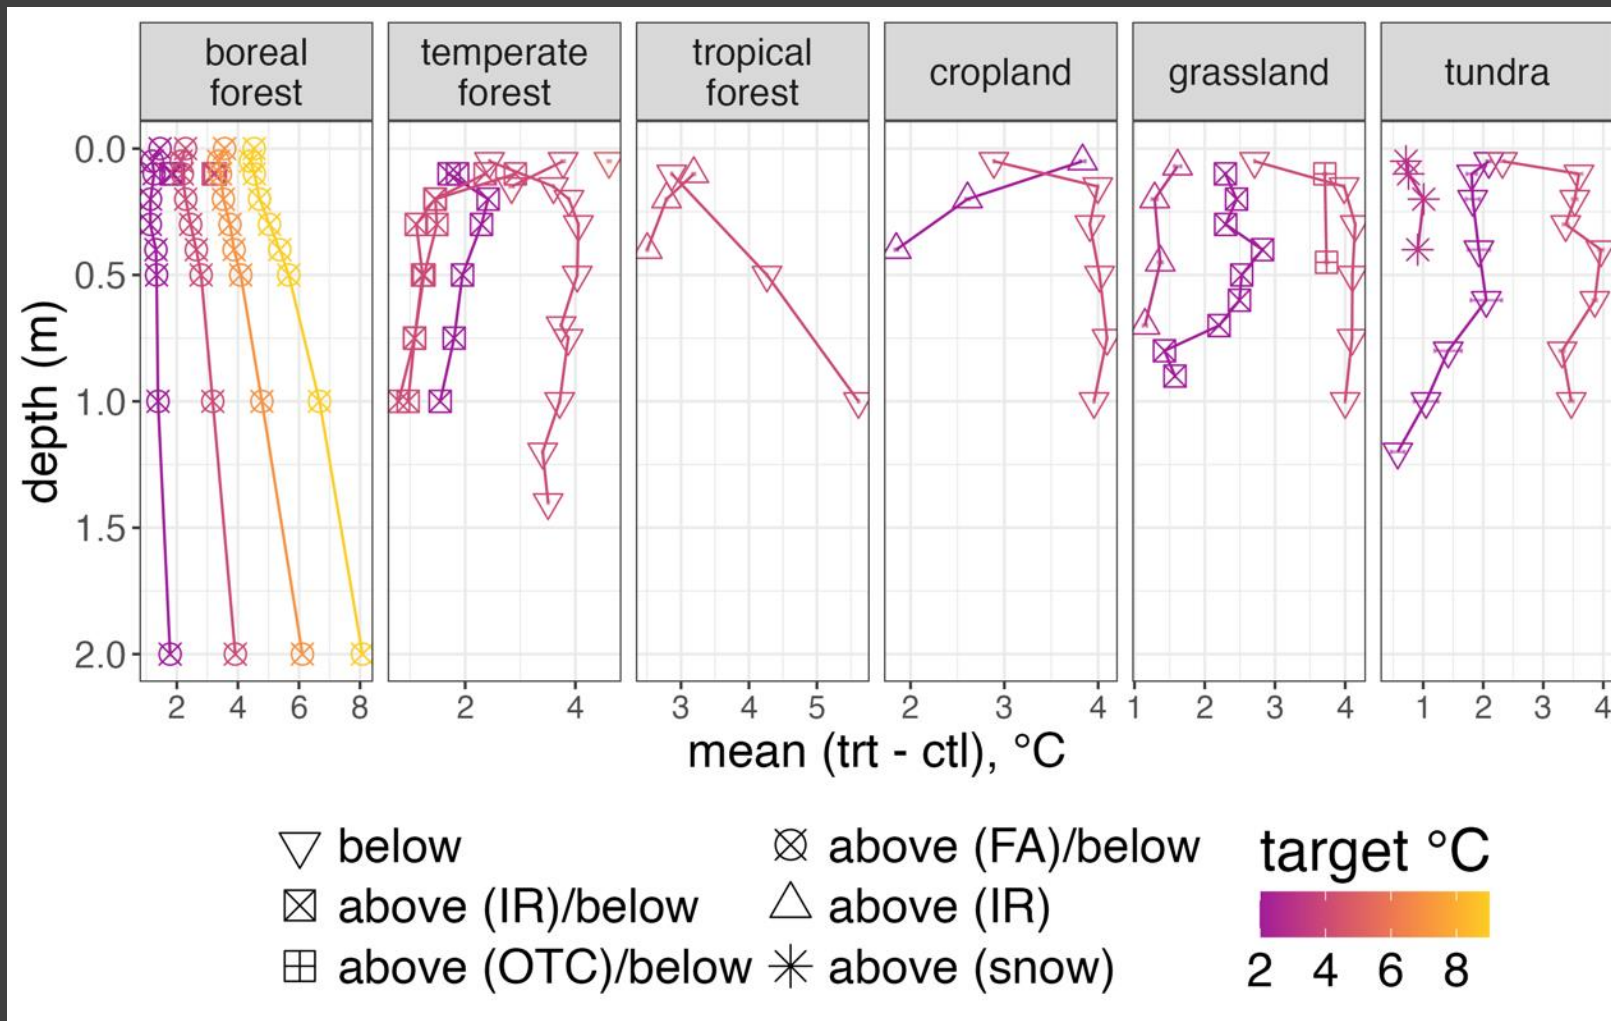 boreal forest
temperate forest
tropical forest
cropland
grassland
tundra
depth (m)
0.0
0.5
1.0
1.5
2.0
2 4 6 8
2 4
3 4 5
2 3 4
1 2 3 4
1 2 3 4
mean (trt - ctl), °C
below
above (IR)/below
above (OTC)/below
above (FA)/below
above (IR)
above (snow)
target °C
2 4 6 8